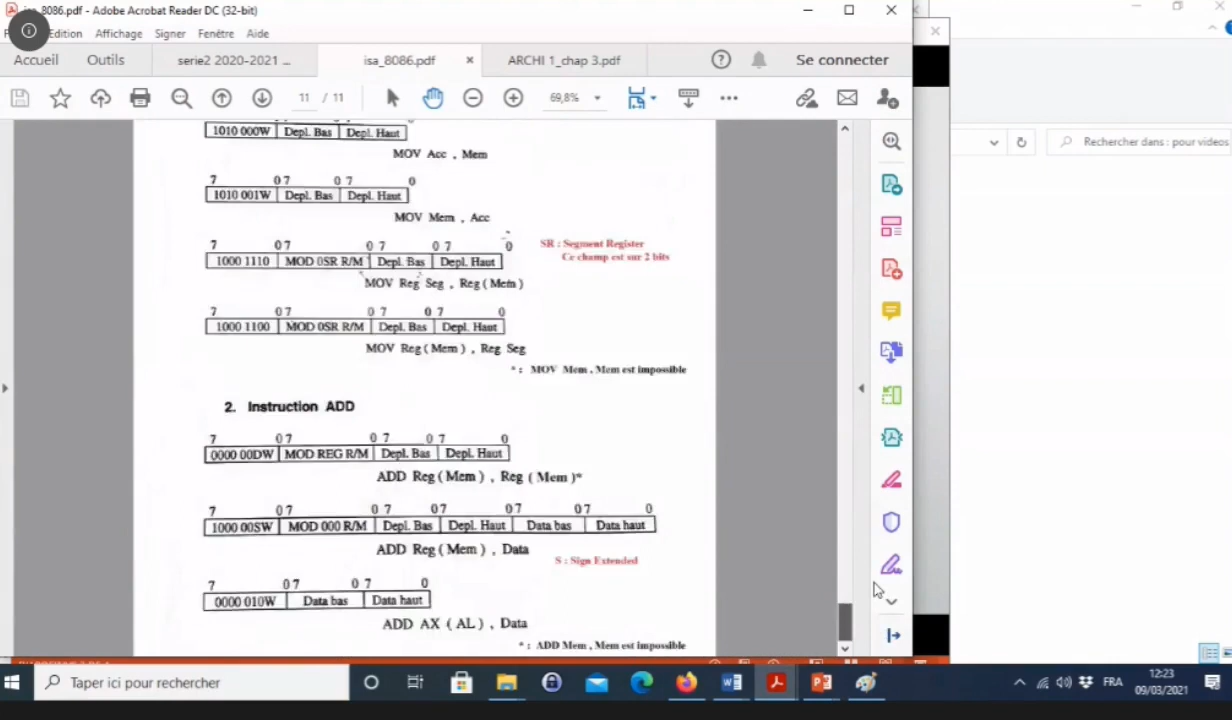 isa_8086.pdf - Adobe Acrobat Reader DC (32-bit)
Edition Affichage Signer Fenêtre Aide
Accueil Outils serie2 2020-2021 ... isa_8086.pdf × ARCHI 1_chap 3.pdf Se connecter
11 / 11 69,8%
Rechercher dans : pour videos
1010 000W Depl. Bas Depl. Haut
MOV Acc , Mem
7 0 7 0 7 0
1010 001W Depl. Bas Depl. Haut
MOV Mem , Acc
7 0 7 0 7 0 7 0
SR : Segment Register
1000 1110 MOD 0SR R/M Depl. Bas Depl. Haut
Ce champ est sur 2 bits
MOV Reg Seg , Reg (Mem)
7 0 7 0 7 0 7 0
1000 1100 MOD 0SR R/M Depl. Bas Depl. Haut
MOV Reg (Mem) , Reg Seg
* : MOV Mem , Mem est impossible
2. Instruction ADD
7 0 7 0 7 0 7 0
0000 00DW MOD REG R/M Depl. Bas Depl. Haut
ADD Reg (Mem) , Reg (Mem)*
7 0 7 0 7 0 7 0 7 0 7 0
1000 00SW MOD 000 R/M Depl. Bas Depl. Haut Data bas Data haut
ADD Reg (Mem) , Data
S : Sign Extended
7 0 7 0 7 0
0000 010W Data bas Data haut
ADD AX ( AL ) , Data
* : ADD Mem , Mem est impossible
Taper ici pour rechercher
FRA
12:23
09/03/2021